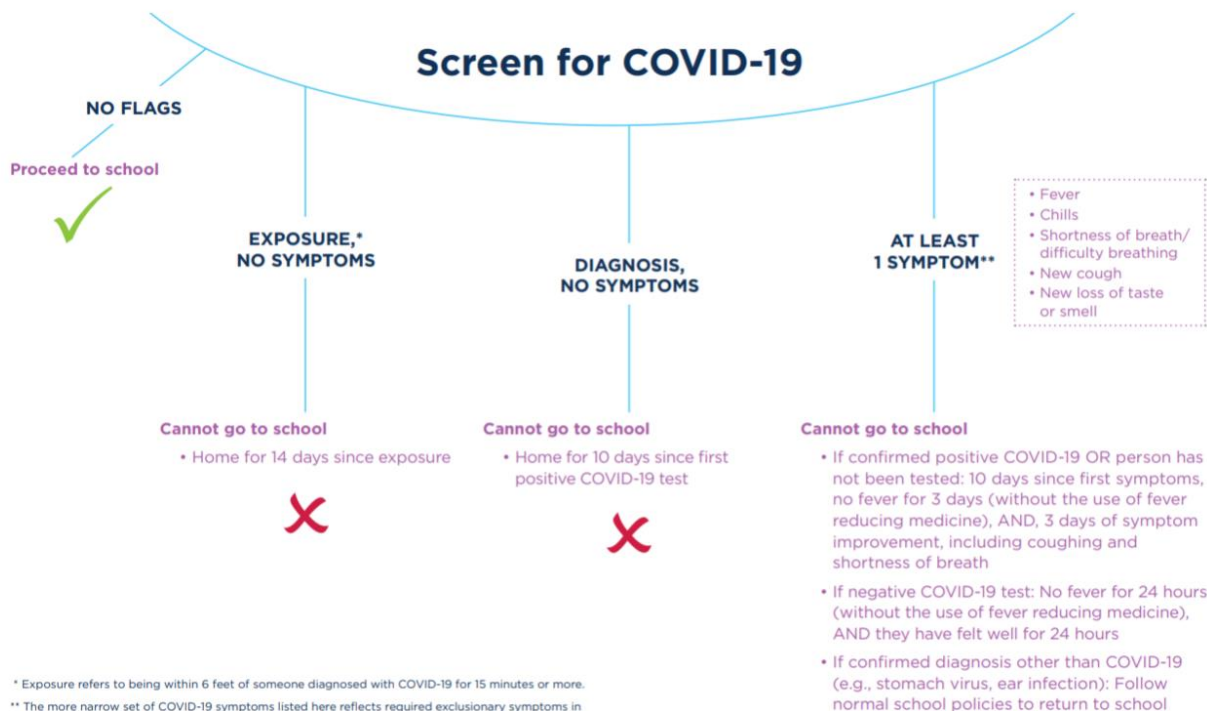 Screen for COVID-19
NO FLAGS
Proceed to school
EXPOSURE,*
NO SYMPTOMS
Cannot go to school
• Home for 14 days since exposure
DIAGNOSIS,
NO SYMPTOMS
Cannot go to school
• Home for 10 days since first
positive COVID-19 test
AT LEAST
1 SYMPTOM**
• Fever
• Chills
• Shortness of breath/
difficulty breathing
• New cough
• New loss of taste
or smell
Cannot go to school
• If confirmed positive COVID-19 OR person has
not been tested: 10 days since first symptoms,
no fever for 3 days (without the use of fever
reducing medicine), AND, 3 days of symptom
improvement, including coughing and
shortness of breath
• If negative COVID-19 test: No fever for 24 hours
(without the use of fever reducing medicine),
AND they have felt well for 24 hours
• If confirmed diagnosis other than COVID-19
(e.g., stomach virus, ear infection): Follow
normal school policies to return to school
* Exposure refers to being within 6 feet of someone diagnosed with COVID-19 for 15 minutes or more.
** The more narrow set of COVID-19 symptoms listed here reflects required exclusionary symptoms in